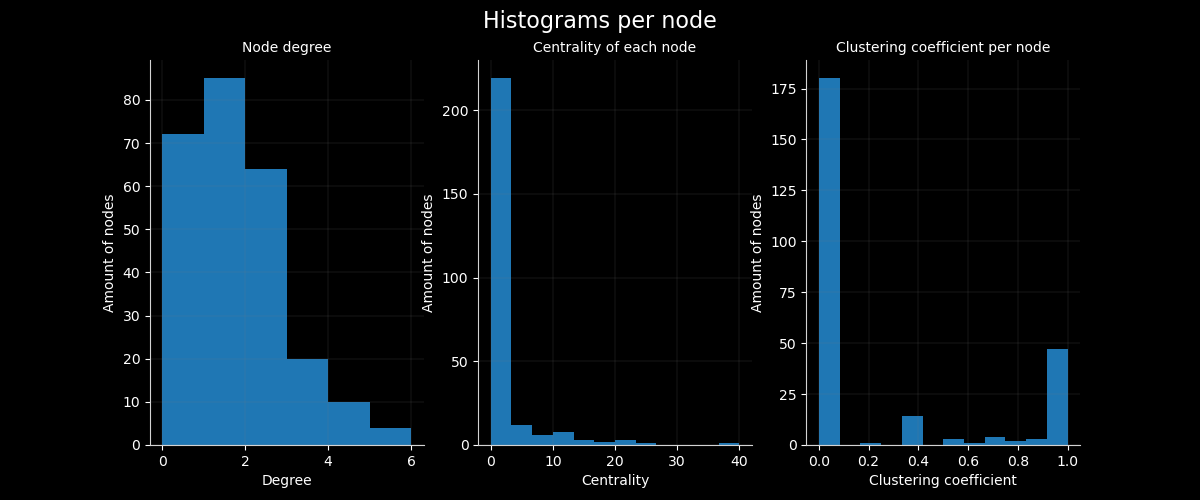 Histograms per node
Node degree
Amount of nodes
80
70
60
50
40
30
20
10
0
0 2 4 6
Degree
Centrality of each node
Amount of nodes
200
150
100
50
0
0 10 20 30 40
Centrality
Clustering coefficient per node
Amount of nodes
175
150
125
100
75
50
25
0
0.0 0.2 0.4 0.6 0.8 1.0
Clustering coefficient